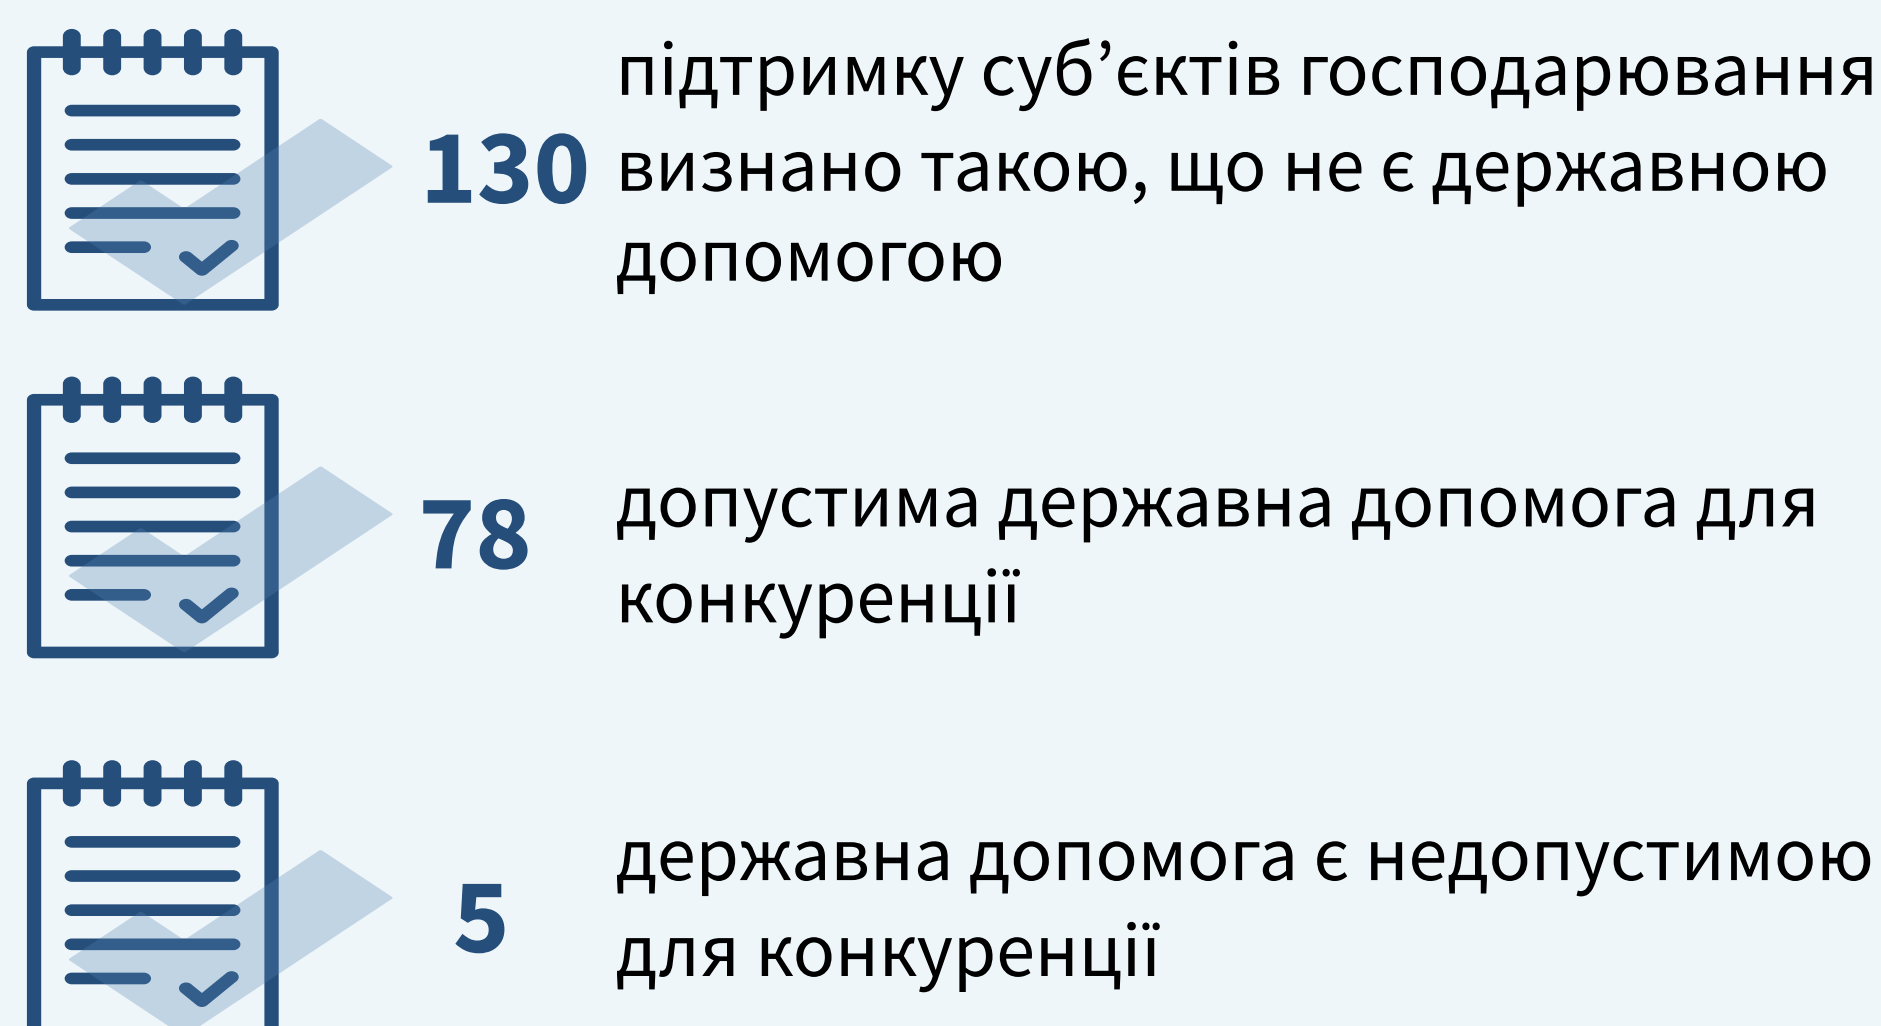 130
підтримку суб’єктів господарювання
визнано такою, що не є державною
допомогою
78
допустима державна допомога для
конкуренції
5
державна допомога є недопустимою
для конкуренції